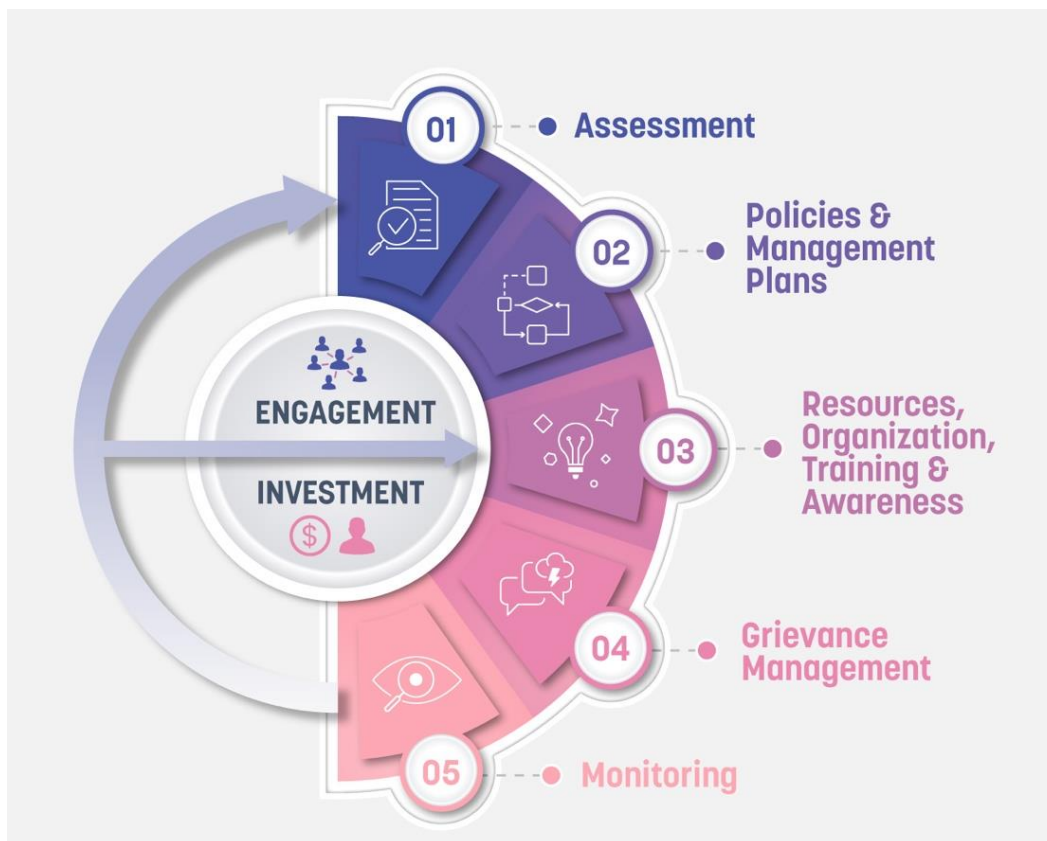 01
Assessment
02
Policies &
Management
Plans
ENGAGEMENT
INVESTMENT
$
03
Resources,
Organization,
Training &
Awareness
04
Grievance
Management
05
Monitoring